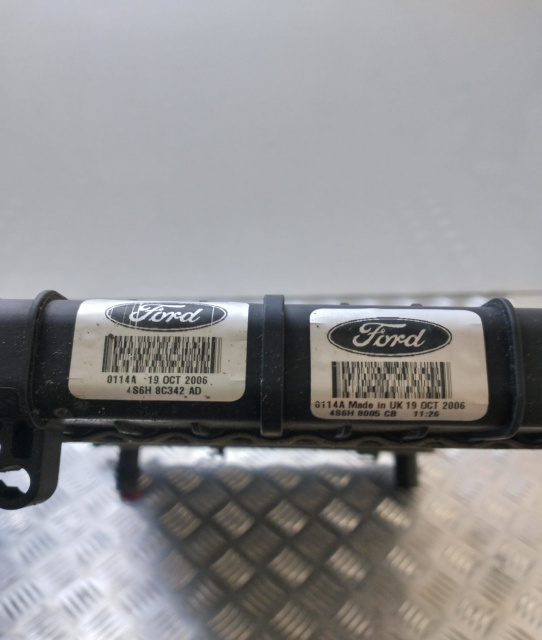 Ford
0114A 19 OCT 2006
4S6H 8C342 AD
Ford
0114A Made in UK 19 OCT 2006
4S6H 8005 CB 11:26